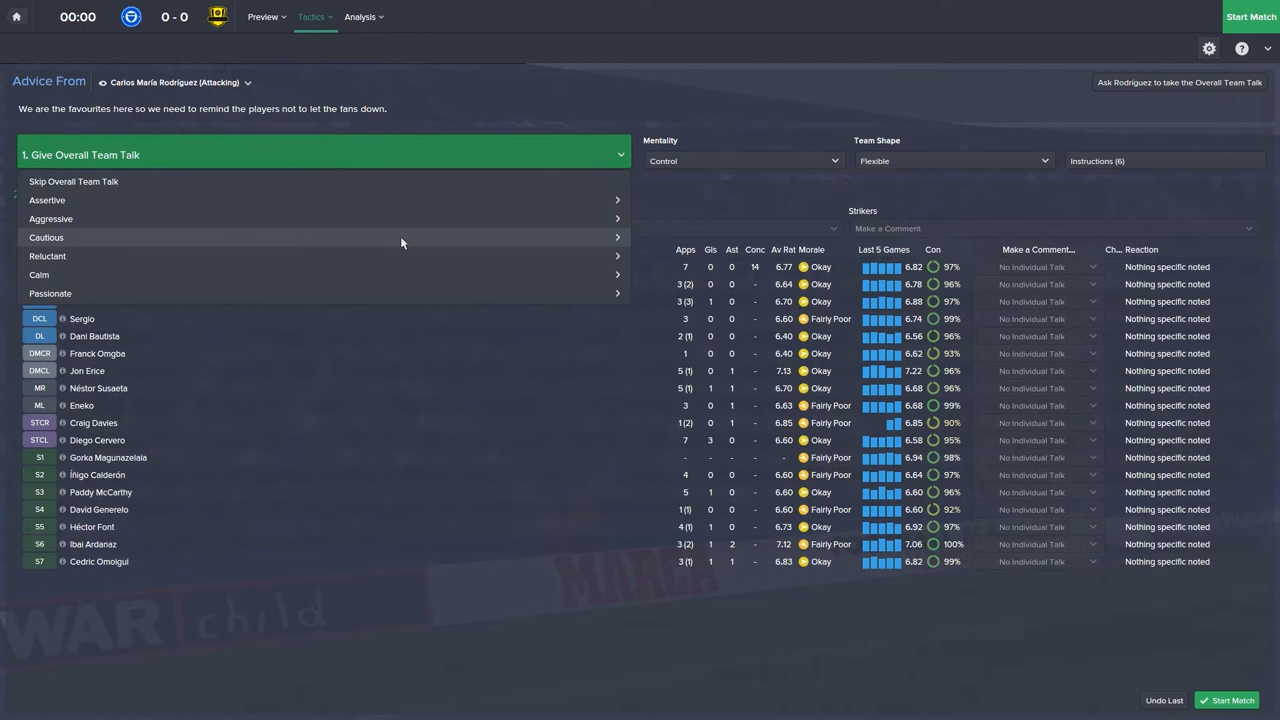 00:00 0 - 0 Preview Tactics Analysis Start Match
Advice From Carlos María Rodríguez (Attacking) Ask Rodríguez to take the Overall Team Talk
We are the favourites here so we need to remind the players not to let the fans down.
Mentality Team Shape
1. Give Overall Team Talk Control Flexible Instructions (6)
Skip Overall Team Talk
Assertive
Strikers
Aggressive
Make a Comment
Cautious
Reluctant
Calm
Passionate
Apps Gls Ast Conc Av Rat Morale Last 5 Games Con Make a Comment... Ch... Reaction
7 0 0 14 6.77 Okay 6.82 97% No Individual Talk Nothing specific noted
3 (2) 0 0 - 6.64 Okay 6.78 96% No Individual Talk Nothing specific noted
3 (3) 1 0 - 6.70 Okay 6.88 97% No Individual Talk Nothing specific noted
DCL Sergio 3 0 0 - 6.60 Fairly Poor 6.74 99% No Individual Talk Nothing specific noted
DL Dani Bautista 2 (1) 0 0 - 6.40 Okay 6.56 96% No Individual Talk Nothing specific noted
DMCR Franck Omgba 1 0 0 - 6.40 Okay 6.62 93% No Individual Talk Nothing specific noted
DMCL Jon Erice 5 (1) 0 1 - 7.13 Okay 7.22 96% No Individual Talk Nothing specific noted
MR Néstor Susaeta 5 (1) 1 1 - 6.70 Okay 6.68 96% No Individual Talk Nothing specific noted
ML Eneko 3 0 1 - 6.63 Fairly Poor 6.68 99% No Individual Talk Nothing specific noted
STCR Craig Davies 1 (2) 0 1 - 6.85 Fairly Poor 6.85 90% No Individual Talk Nothing specific noted
STCL Diego Cervero 7 3 0 - 6.60 Okay 6.58 95% No Individual Talk Nothing specific noted
S1 Gorka Magunazelaia - - - - - Fairly Poor 6.94 98% No Individual Talk Nothing specific noted
S2 Íñigo Calderón 4 0 0 - 6.60 Fairly Poor 6.64 97% No Individual Talk Nothing specific noted
S3 Paddy McCarthy 5 1 0 - 6.60 Okay 6.60 96% No Individual Talk Nothing specific noted
S4 David Generelo 1 (1) 0 0 - 6.60 Fairly Poor 6.60 92% No Individual Talk Nothing specific noted
S5 Héctor Font 4 (1) 1 0 - 6.73 Okay 6.92 97% No Individual Talk Nothing specific noted
S6 Ibai Ardanaz 3 (2) 1 2 - 7.12 Fairly Poor 7.06 100% No Individual Talk Nothing specific noted
S7 Cedric Omoigui 3 (1) 1 1 - 6.83 Okay 6.82 99% No Individual Talk Nothing specific noted
MARCA
WAR child
Undo Last Start Match